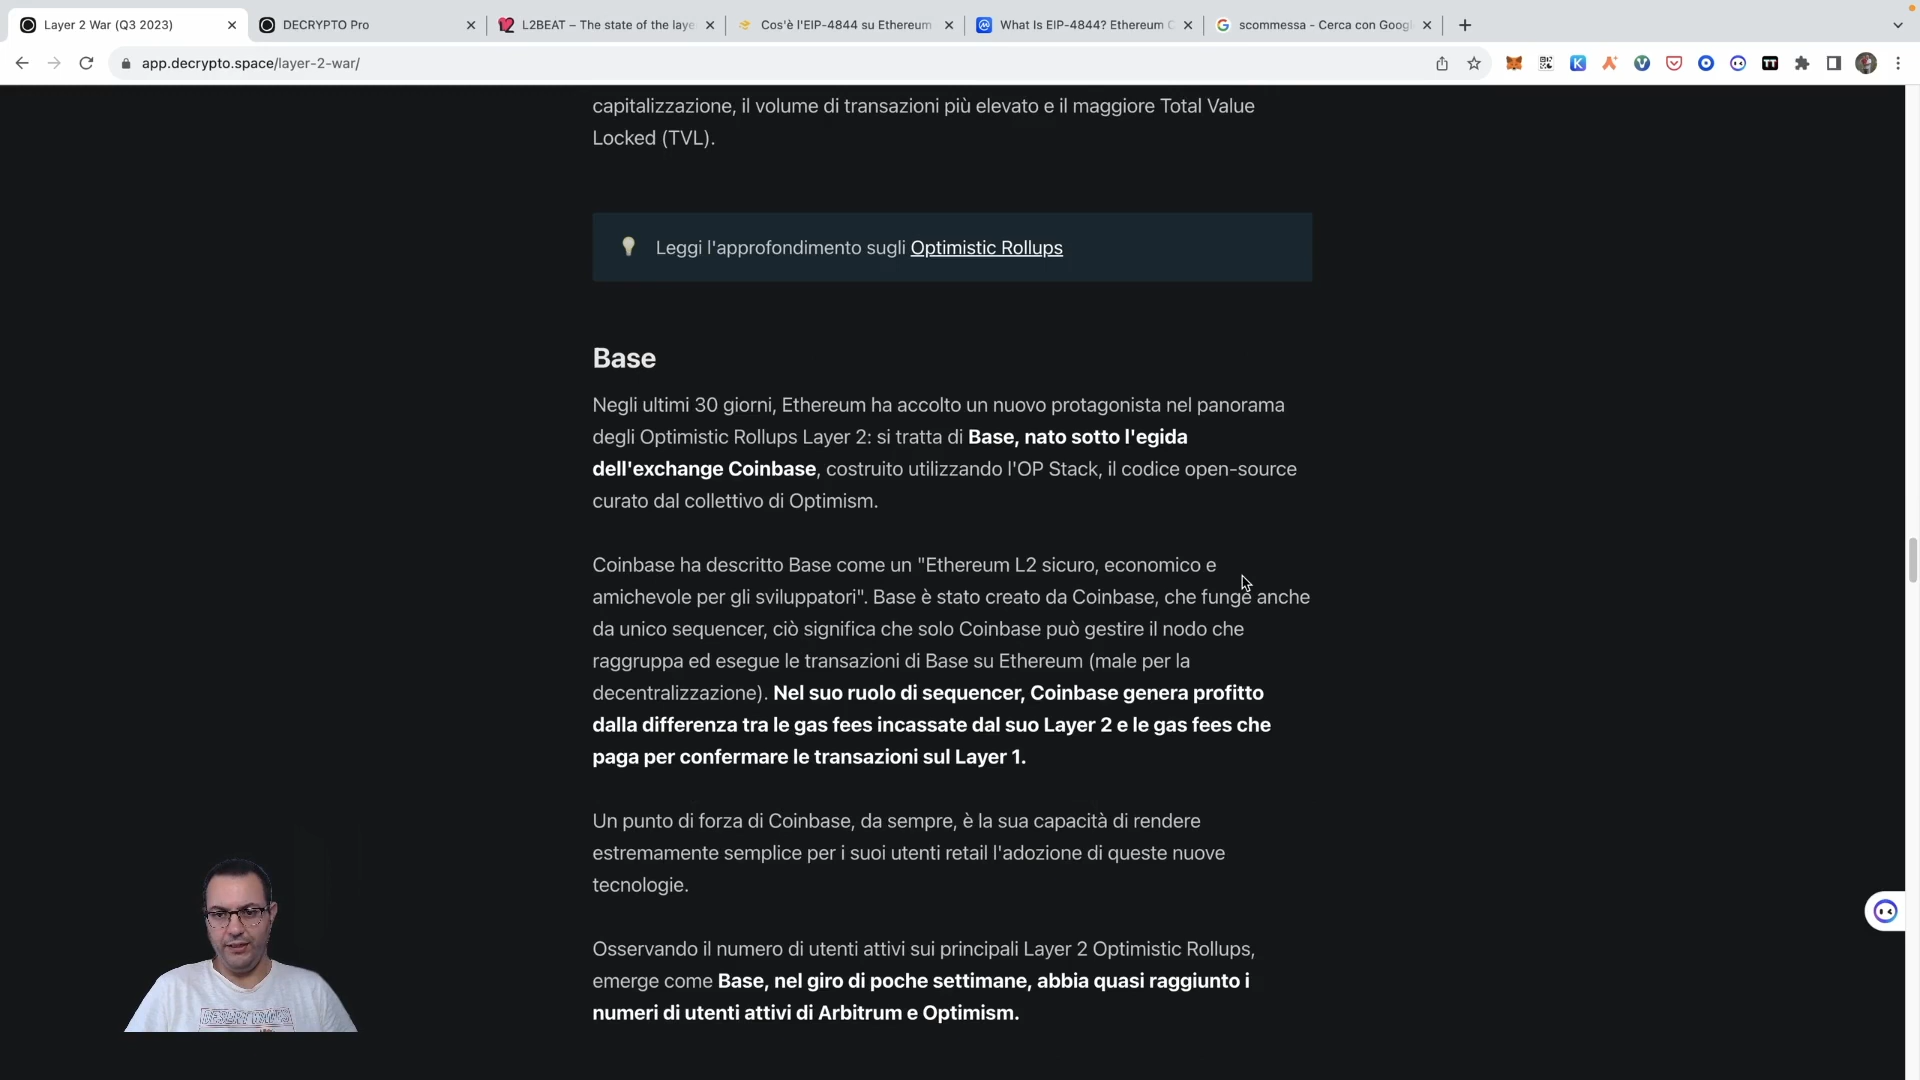 Layer 2 War (Q3 2023)
DECRYPTO Pro
L2BEAT – The state of the laye
Cos'è l'EIP-4844 su Ethereum
What Is EIP-4844? Ethereum C
scommessa - Cerca con Googl
app.decrypto.space/layer-2-war/
capitalizzazione, il volume di transazioni più elevato e il maggiore Total Value
Locked (TVL).
Leggi l'approfondimento sugli Optimistic Rollups
Base
Negli ultimi 30 giorni, Ethereum ha accolto un nuovo protagonista nel panorama
degli Optimistic Rollups Layer 2: si tratta di Base, nato sotto l'egida
dell'exchange Coinbase, costruito utilizzando l'OP Stack, il codice open-source
curato dal collettivo di Optimism.
Coinbase ha descritto Base come un "Ethereum L2 sicuro, economico e
amichevole per gli sviluppatori". Base è stato creato da Coinbase, che funge anche
da unico sequencer, ciò significa che solo Coinbase può gestire il nodo che
raggruppa ed esegue le transazioni di Base su Ethereum (male per la
decentralizzazione). Nel suo ruolo di sequencer, Coinbase genera profitto
dalla differenza tra le gas fees incassate dal suo Layer 2 e le gas fees che
paga per confermare le transazioni sul Layer 1.
Un punto di forza di Coinbase, da sempre, è la sua capacità di rendere
estremamente semplice per i suoi utenti retail l'adozione di queste nuove
tecnologie.
Osservando il numero di utenti attivi sui principali Layer 2 Optimistic Rollups,
emerge come Base, nel giro di poche settimane, abbia quasi raggiunto i
numeri di utenti attivi di Arbitrum e Optimism.